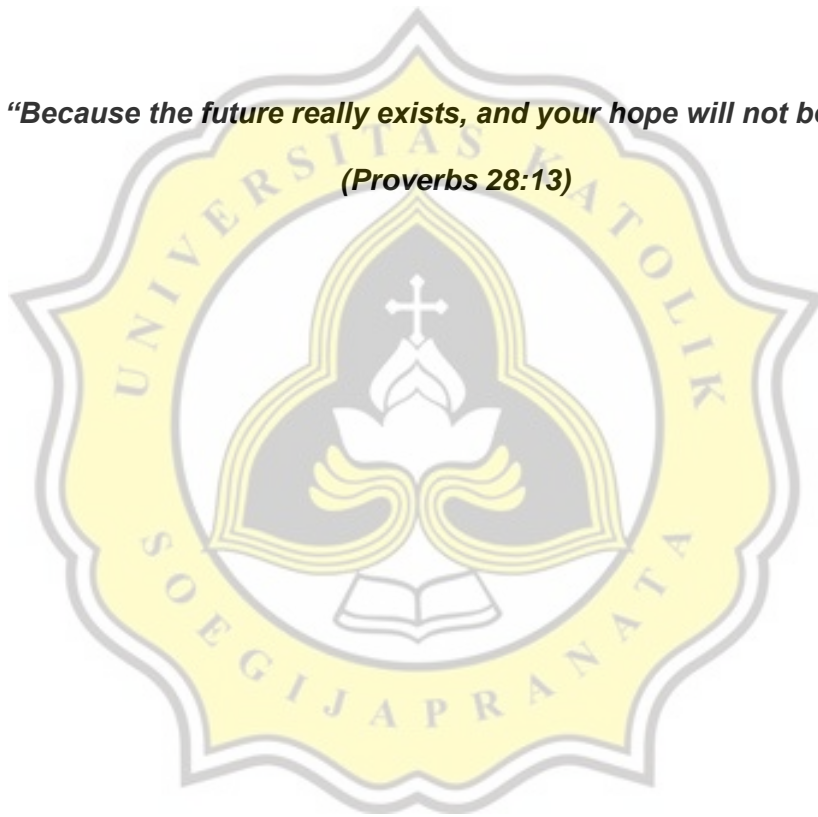 “Because the future really exists, and your hope will not be
(Proverbs 28:13)
UNIVERSITAS KATOLIK
SOEGIJAPRANATA